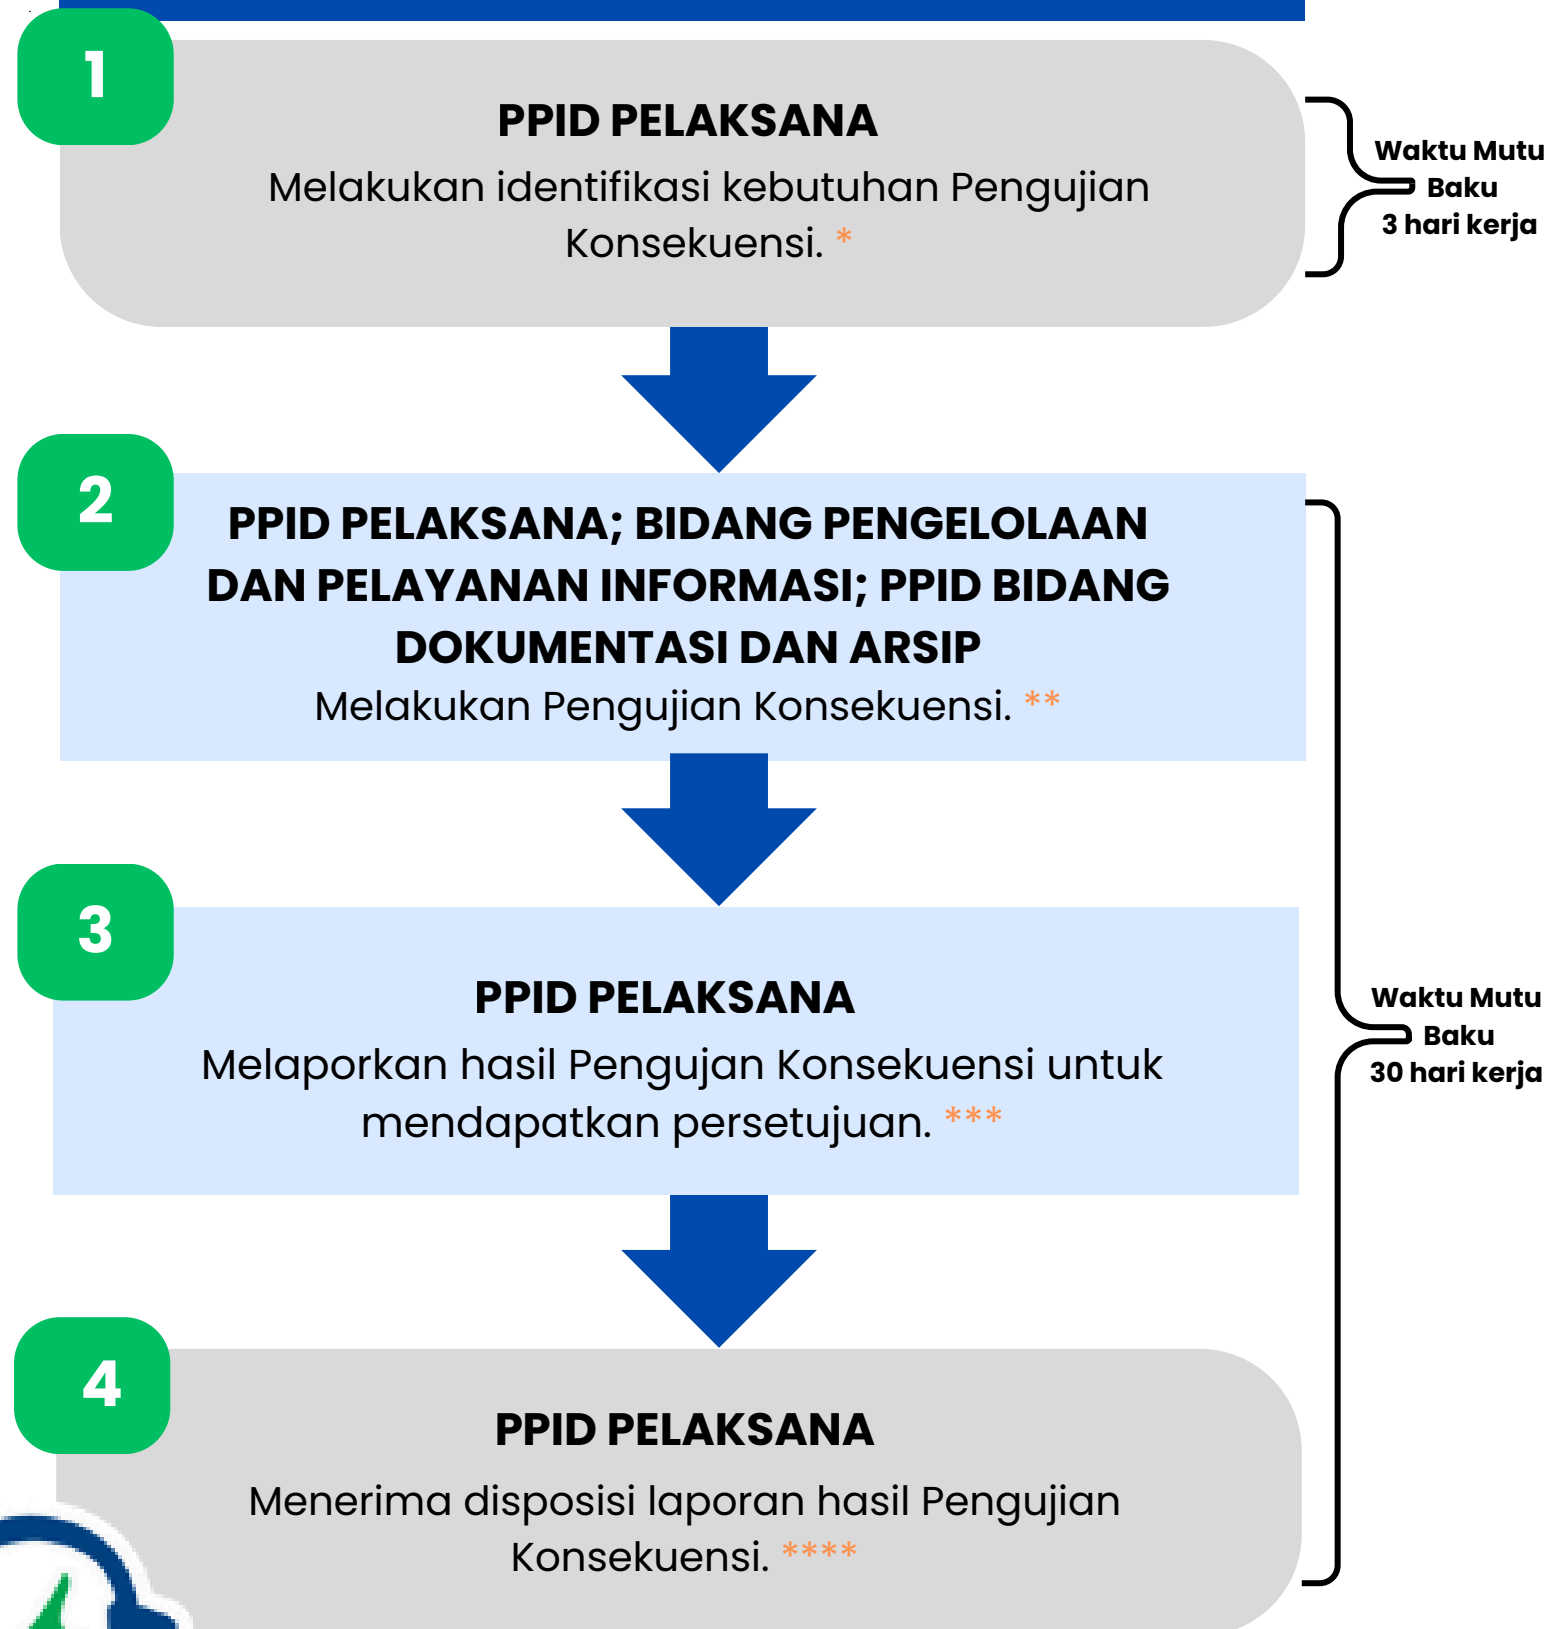 1
PPID PELAKSANA
Melakukan identifikasi kebutuhan Pengujian
Konsekuensi. *
Waktu Mutu
Baku
3 hari kerja
2
PPID PELAKSANA; BIDANG PENGELOLAAN
DAN PELAYANAN INFORMASI; PPID BIDANG
DOKUMENTASI DAN ARSIP
Melakukan Pengujian Konsekuensi. **
3
PPID PELAKSANA
Melaporkan hasil Pengujan Konsekuensi untuk
mendapatkan persetujuan. ***
Waktu Mutu
Baku
30 hari kerja
4
PPID PELAKSANA
Menerima disposisi laporan hasil Pengujian
Konsekuensi. ****